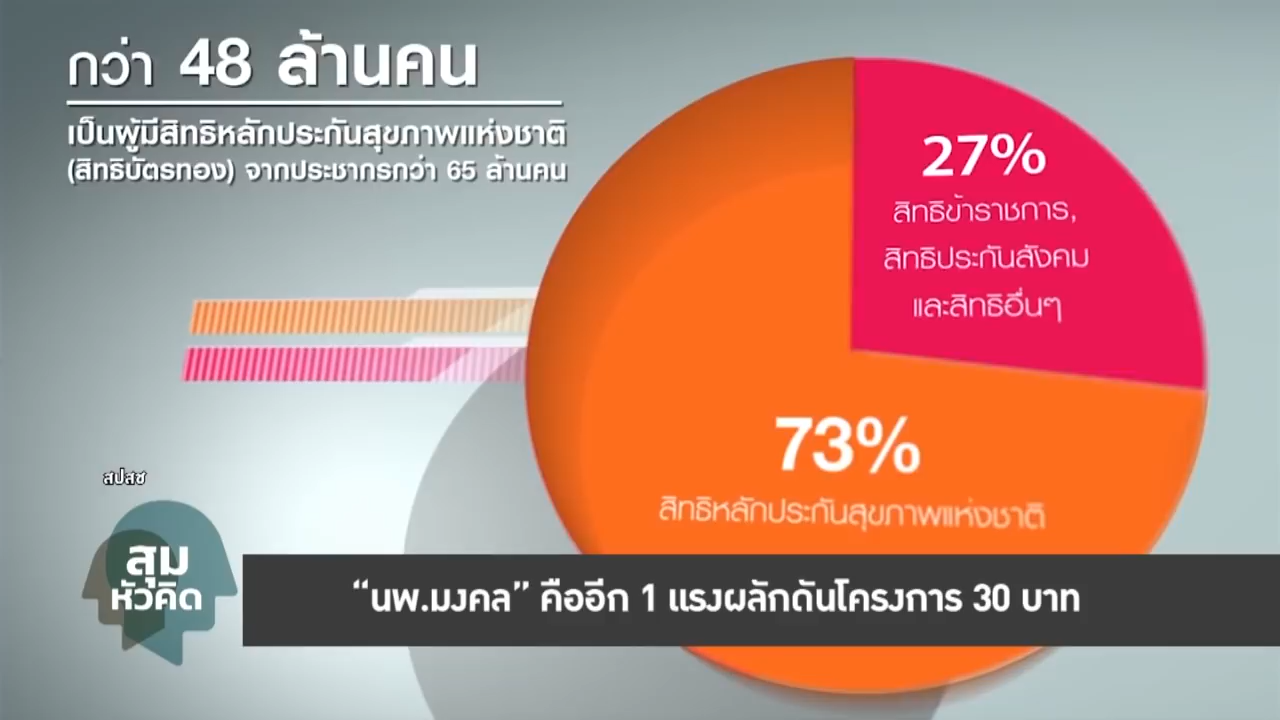 กว่า 48 ล้านคน
เป็นผู้มีสิทธิหลักประกันสุขภาพแห่งชาติ
(สิทธิบัตรทอง) จากประชากรกว่า 65 ล้านคน
27%
สิทธิข้าราชการ,
สิทธิประกันสังคม
และสิทธิอื่นๆ
73%
สิทธิหลักประกันสุขภาพแห่งชาติ
สปสช
สุม
หัวคิด
“นพ.มงคล” คืออีก 1 แรงผลักดันโครงการ 30 บาท